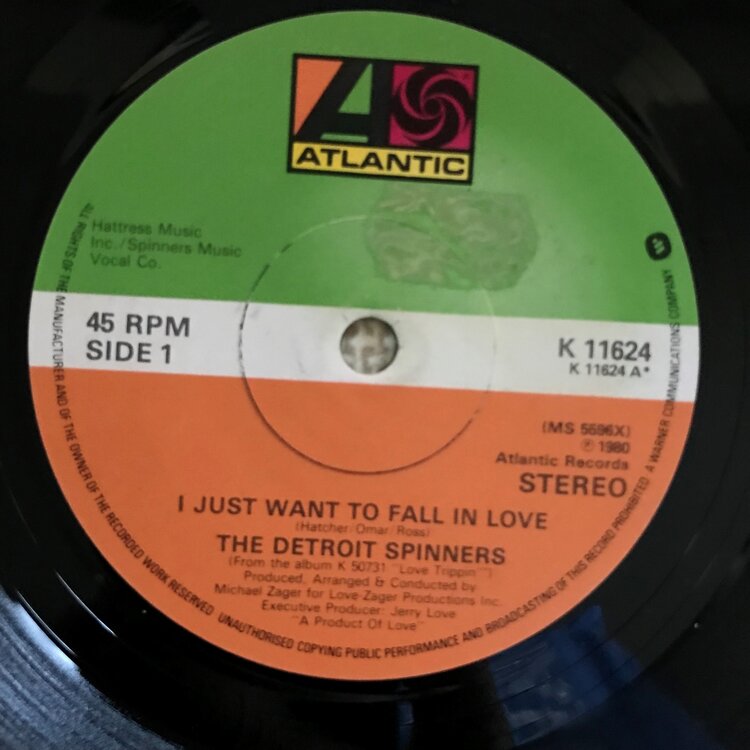 ATLANTIC
Hattress Music
Inc./Spinners Music
Vocal Co.
45 RPM
SIDE 1
K 11624
K 11624 A*
(MS 5696X)
℗ 1980
Atlantic Records
STEREO
I JUST WANT TO FALL IN LOVE
(Hatcher/Omar/Ross)
THE DETROIT SPINNERS
(From the album K 50731 "Love Trippin'")
Produced, Arranged & Conducted by
Michael Zager for Love-Zager Productions Inc.
Executive Producer: Jerry Love
"A Product Of Love"
ALL RIGHTS OF THE MANUFACTURER AND OF THE OWNER OF THE RECORDED WORK RESERVED UNAUTHORISED COPYING PUBLIC PERFORMANCE AND BROADCASTING OF THIS RECORD PROHIBITED A WARNER COMMUNICATIONS COMPANY